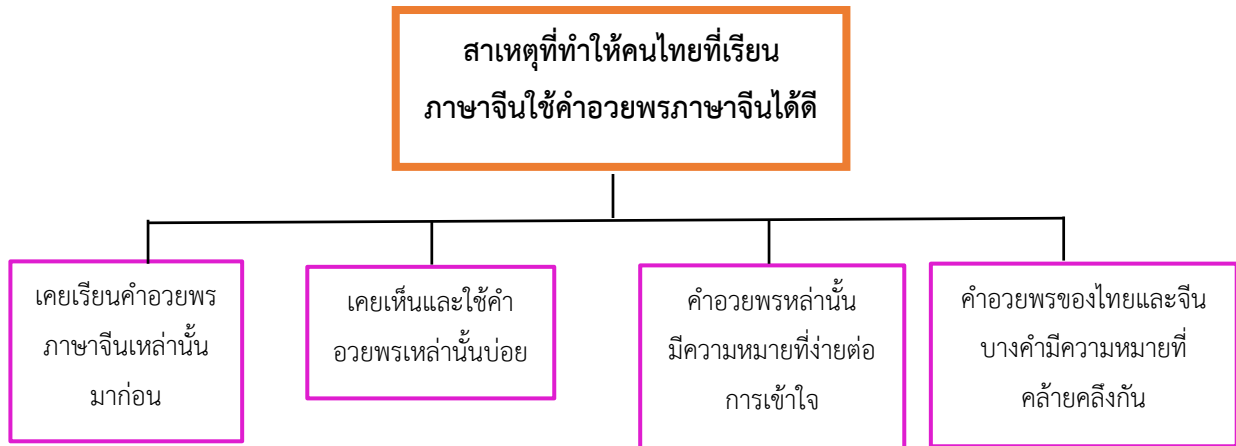 สาเหตุที่ทำให้คนไทยที่เรียน
ภาษาจีนใช้คำอวยพรภาษาจีนได้ดี
เคยเรียนคำอวยพร
ภาษาจีนเหล่านั้น
มาก่อน
เคยเห็นและใช้คำ
อวยพรเหล่านั้นบ่อย
คำอวยพรหล่านั้น
มีความหมายที่ง่ายต่อ
การเข้าใจ
คำอวยพรของไทยและจีน
บางคำมีความหมายที่
คล้ายคลึงกัน